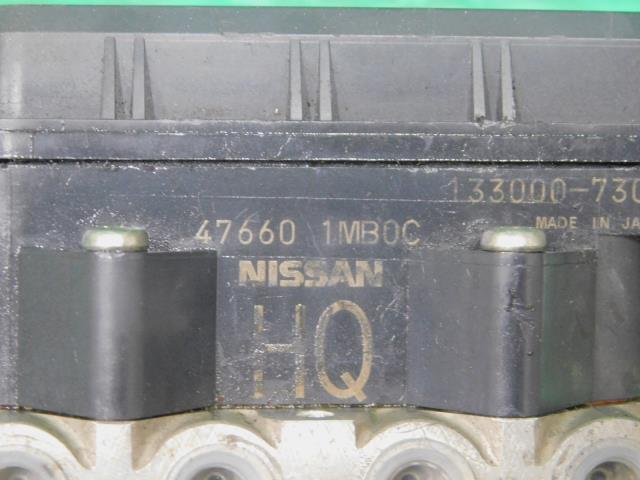 133000-730
47660 1MB0C
MADE IN JA
NISSAN
HQ